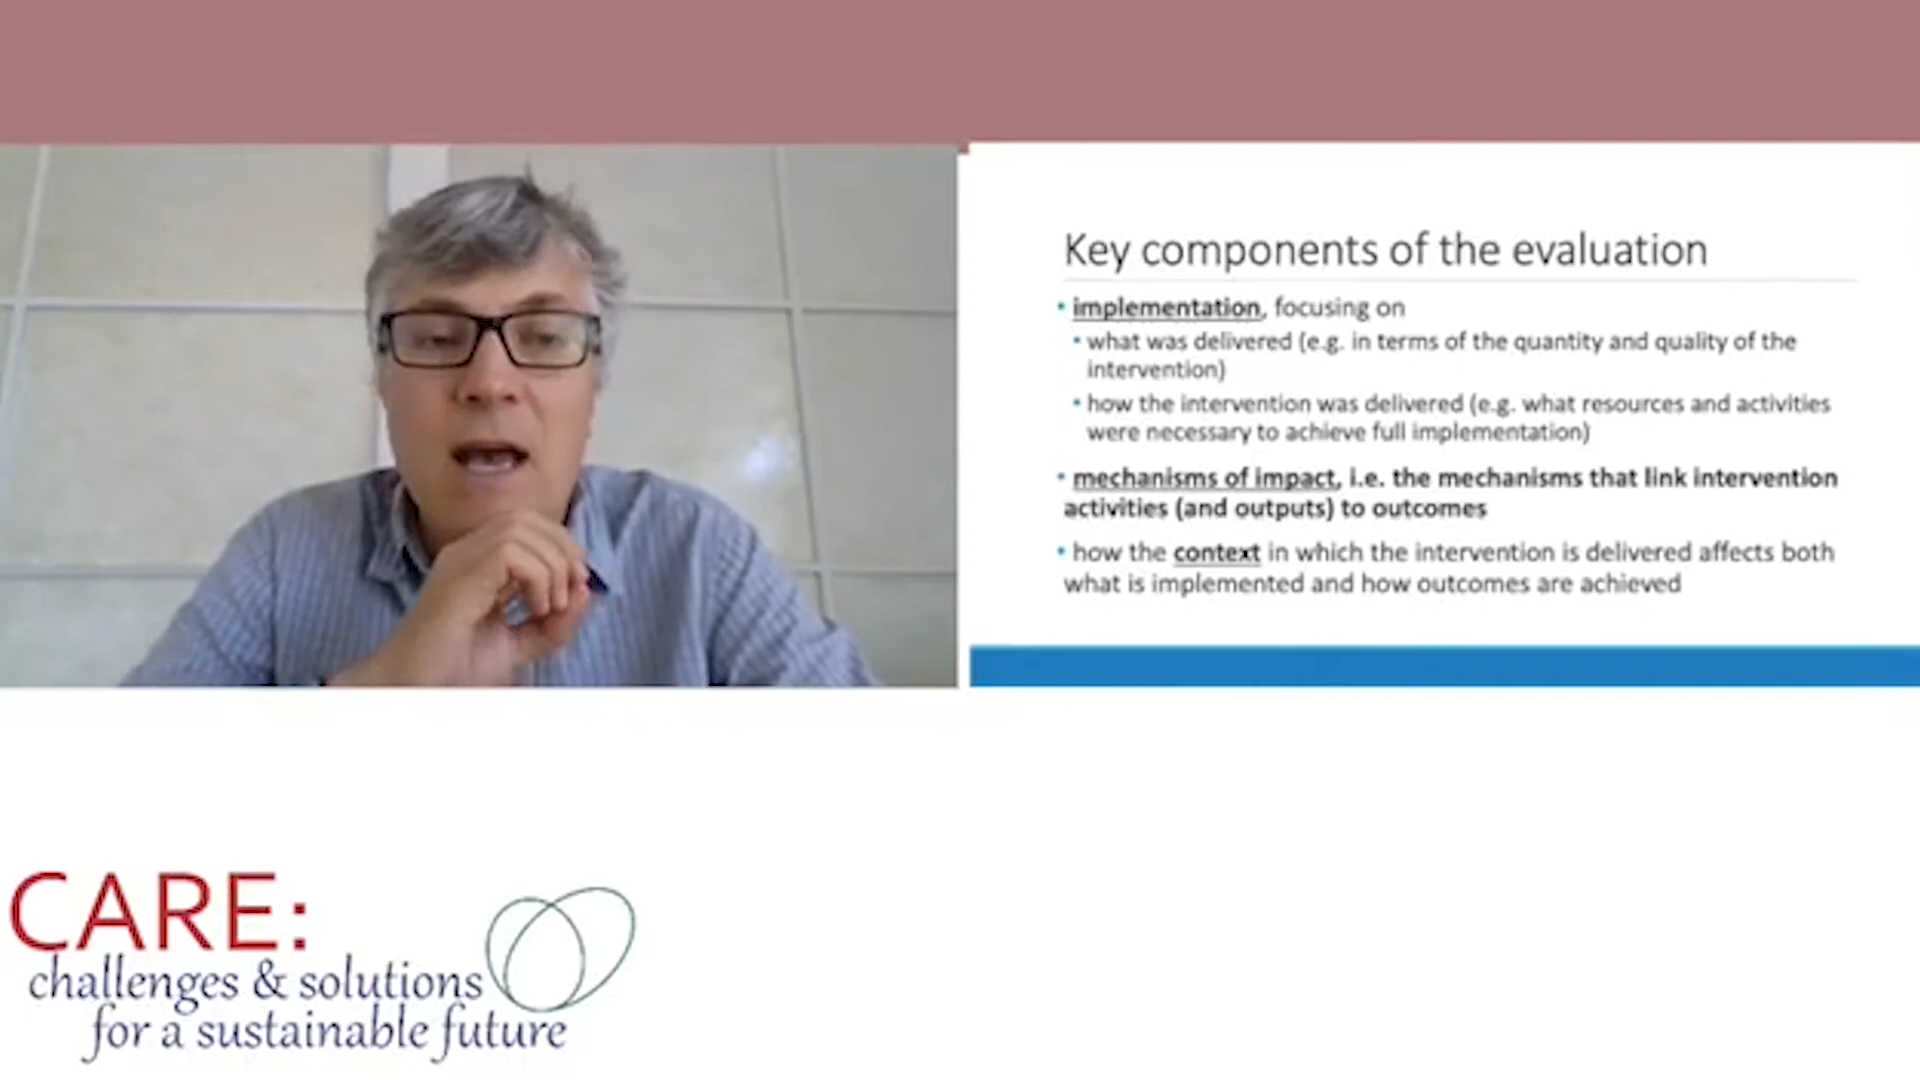 Key components of the evaluation
• implementation, focusing on
• what was delivered (e.g. in terms of the quantity and quality of the
intervention)
• how the intervention was delivered (e.g. what resources and activities
were necessary to achieve full implementation)
• mechanisms of impact, i.e. the mechanisms that link intervention
activities (and outputs) to outcomes
• how the context in which the intervention is delivered affects both
what is implemented and how outcomes are achieved
CARE:
challenges & solutions
for a sustainable future